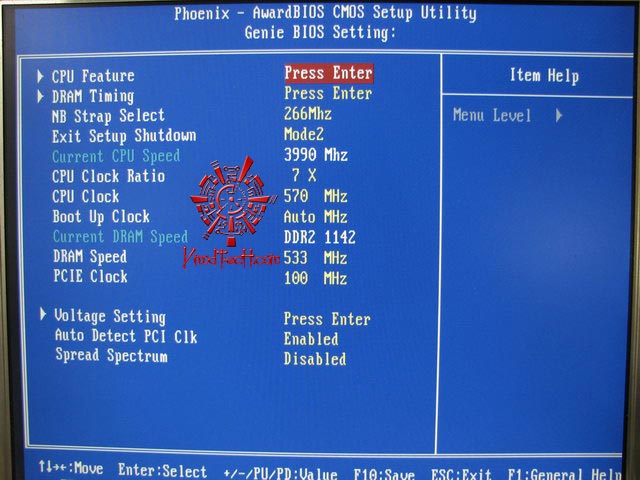 Phoenix - AwardBIOS CMOS Setup Utility
Genie BIOS Setting:
CPU Feature Press Enter
Item Help
DRAM Timing Press Enter
NB Strap Select 266Mhz
Menu Level
Exit Setup Shutdown Mode2
Current CPU Speed 3990 Mhz
CPU Clock Ratio 7 X
CPU Clock 570 MHz
Boot Up Clock Auto MHz
Current DRAM Speed DDR2 1142
DRAM Speed 533 MHz
PCIE Clock 100 MHz
Voltage Setting Press Enter
Auto Detect PCI Clk Enabled
Spread Spectrum Disabled
↑↓→←:Move Enter:Select +/-/PU/PD:Value F10:Save ESC:Exit F1:General Help